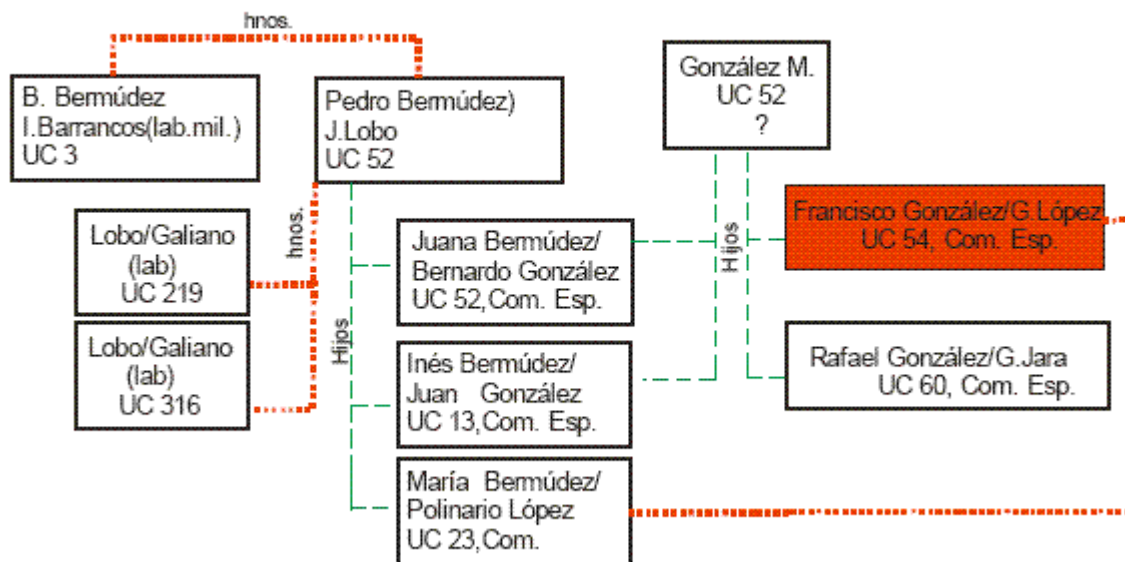 hnos.
B. Bermúdez
I.Barrancos(lab.mil.)
UC 3
Pedro Bermúdez)
J.Lobo
UC 52
González M.
UC 52
?
hnos.
Hijos
Hijos
Lobo/Galiano
(lab)
UC 219
Lobo/Galiano
(lab)
UC 316
Juana Bermúdez/
Bernardo González
UC 52,Com. Esp.
Inés Bermúdez/
Juan González
UC 13,Com. Esp.
María Bermúdez/
Polinario López
UC 23,Com.
Francisco González/G.López
UC 54, Com. Esp.
Rafael González/G.Jara
UC 60, Com. Esp.